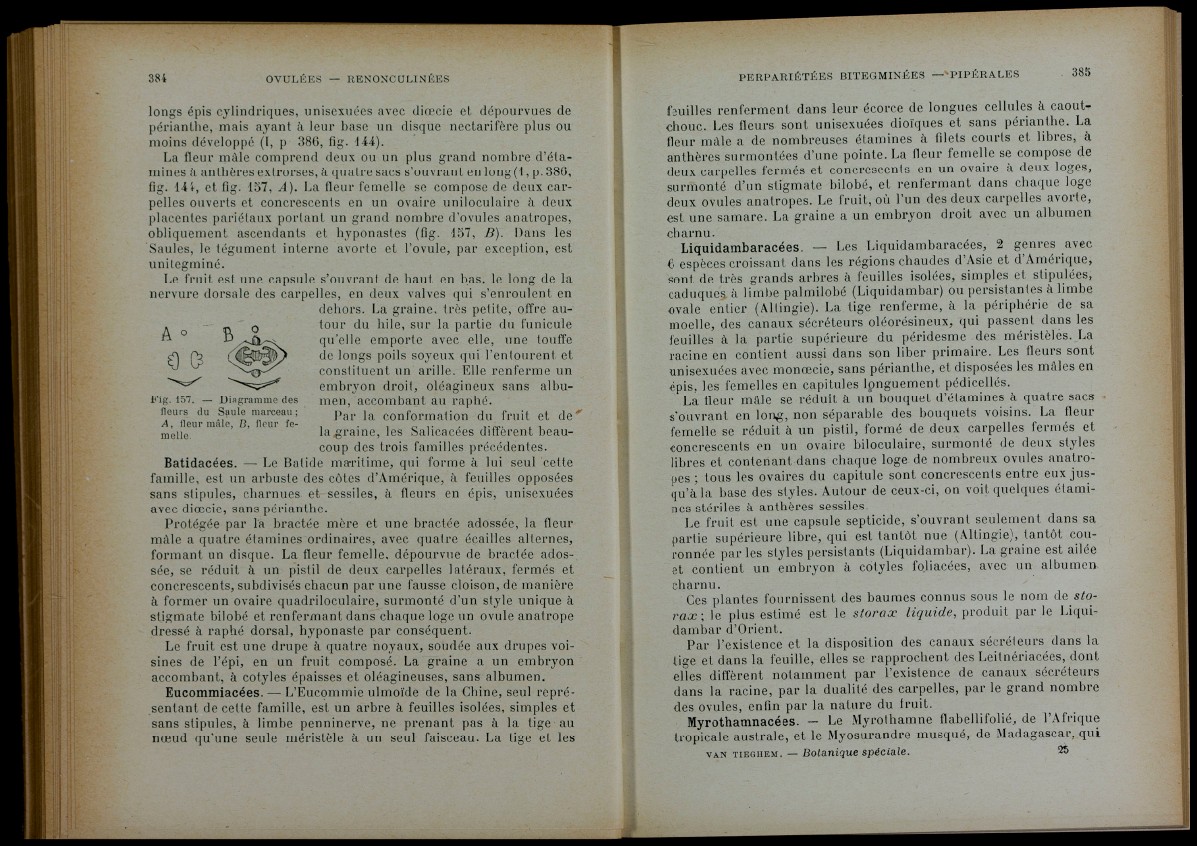 384 OVULÉES — RENONCULINÉES
longs épis cylindriques, unisexuées avec diœcie et dépourvues de
périanthe, mais ayant à leur base un disque nectarifère plus ou
moins développé (I, p 386, fig. 144).
La fleur mâle comprend deux ou un plus grand nombre d'éta-
mines à anthères extrorses, à quatre sacs s'ouvrant en long (I, p. 386,
fig. 144, et fig. 157, A). La fleur femelle se compose de deux car-
pelles ouverts et concrescents en un ovaire uniloculaire à deux
placentes pariétaux portant un grand nombre d'ovules anatropes,
obliquement ascendants et hyponastes (fig. 157, B). Dans les
Saules, le tégument interne avorte et l'ovule, par exception, est
unitegminé.
Le fruit est une capsule s'ouvrant de haut en bas, le long de la
nervure dorsale des carpelles, en deux valves qui s'enroulent en
dehors. La graine, très petite, offre au-
tour du hile, sur la partie du funicule
qu'elle emporte avec elle, une touffe
de longs poils soyeux qui l'entourent et
constituent un arille. Elle renferme un
embryon droit, oléagineux sans albu-
men, accombant au raphé.
Par la conformation du fruit et de
la graine, les Salicacées diffèrent beau-
coup des trois familles précédentes.
A B
Fig. 157. — Diagramme des
fleurs du Saule marceau;
A, fleur mâle, B, fleur fe-
melle
Batidacées. — Le Batide maritime, qui forme à lui seul cette
famille, est un arbuste des côtes d'Amérique, à feuilles opposées
sans stipules, charnues et sessiles, à fleurs en épis, unisexuées
avec diœcie, sans périanthe.
Protégée par la bractée mère et une bractée adossée, la fleur
mâle a quatre étamines ordinaires, avec quatre écailles alternes,
formant un disque. La fleur femelle, dépourvue de bractée ados-
sée, se réduit à un pistil de deux carpelles latéraux, fermés et
concrescents, subdivisés chacun par une fausse cloison, de manière
à former un ovaire quadriloculaire, surmonté d'un style unique à
stigmate bilobé et renfermant dans chaque loge un ovule anatrope
dressé à raphé dorsal, hyponaste par conséquent.
Le fruit est une drupe à quatre noyaux, soudée aux drupes voi-
sines de l'épi, en un fruit composé. La graine a un embryon
accombant, à cotyles épaisses et oléagineuses, sans albumen.
Eucommiacées. — L'Eucommie ulmoïde de la Chine, seul repré-
sentant de cette famille, est un arbre à feuilles isolées, simples et
sans stipules, à limbe penninerve, ne prenant pas à la tige au
nœud qu'une seule méristèle à un seul faisceau. La tige et les
PERPARIÉTÉES BITEGMINÉES — PIPÉRALES 385
feuilles renferment dans leur écorce de longues cellules à caout-
chouc. Les fleurs sont unisexuées dioïques et sans périanthe. La
fleur mâle a de nombreuses étamines à filets courts et libres, à
anthères surmontées d'une pointe. La fleur femelle se compose de
deux carpelles fermés et concrescents en un ovaire à deux loges,
surmonté d'un stigmate bilobé, et renfermant dans chaque loge
deux ovules anatropes. Le fruit, où l'un des deux carpelles avorte,
est une samare. La graine a un embryon droit avec un albumen
charnu.
Liquidambaracées. — Les Liquidambaracées, 2 genres avec
6 espèces croissant dans les régions chaudes d'Asie et d'Amérique,
sont de très grands arbres à feuilles isolées, simples et stipulées,
caduques à limbe palmilobé (Liquidambar) ou persistantes à limbe
ovale entier (Altingie). La tige renferme, à la périphérie de sa
moelle, des canaux sécréteurs oléorésineux, qui passent dans les
feuilles à la partie supérieure du péridesme des méristèles. La
racine en contient aussi dans son liber primaire. Les fleurs sont
unisexuées avec monœcie, sans périanthe, et disposées les mâles en
épis, les femelles en capitules longuement pédicellés.
La fleur mâle se réduit à un bouquet d'étamines à quatre sacs
s'ouvrant en long, non séparable des bouquets voisins. La fleur
femelle se réduit à un pistil, formé de deux carpelles fermés et
concrescents en un ovaire biloculaire, surmonté de deux styles
libres et contenant dans chaque loge de nombreux ovules anatro-
pes ; tous les ovaires du capitule sont concrescents entre eux jus-
qu'à la base des styles. Autour de ceux-ci, on voit quelques étami-
nes stériles à anthères sessiles
Le fruit est une capsule septicide, s'ouvrant seulement dans sa
partie supérieure libre, qui est tantôt nue (Altingie), tantôt cou-
ronnée par les styles persistants (Liquidambar). La graine est ailée
et contient un embryon à cotyles foliacées, avec un albumen
charnu.
Ces plantes fournissent des baumes connus sous le nom de sto-
rax ; le plus estimé est le storax liquide, produit par le Liqui-
dambar d'Orient.
Par l'existence et la disposition des canaux sécréteurs dans la
tige et dans la feuille, elles se rapprochent des Leitnériacées, dont
elles diffèrent notamment par l'existence de canaux sécréteurs
dans la racine, par la dualité des carpelles, par le grand nombre
des ovules, enfin par la nature du fruit.
Myrothamnacées. — Le Myrothamne flabellifolié, de l'Afrique
tropicale australe, et le Myosurandre musqué, de Madagascar, qui
VAN TIEGHEM. — Botanique spéciale. 25